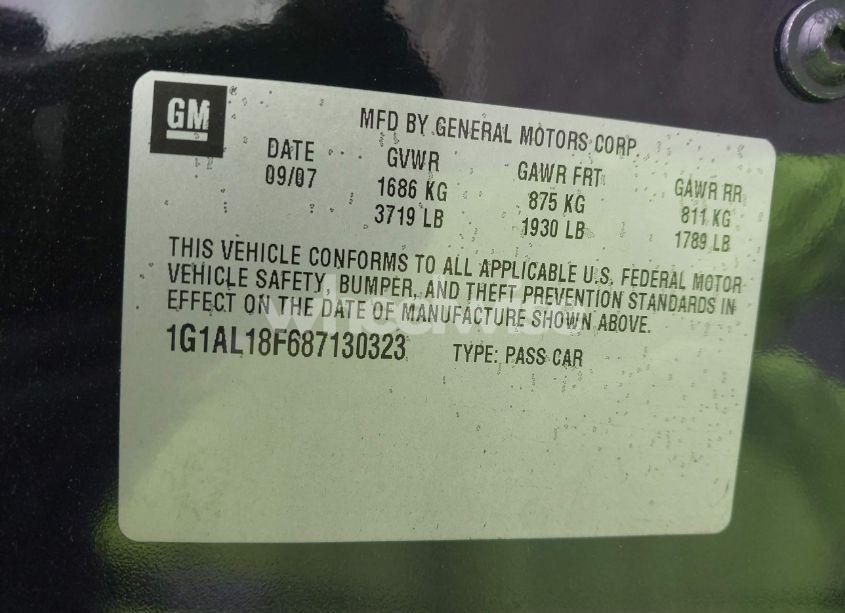 GM
MFD BY GENERAL MOTORS CORP.
DATE GVWR GAWR FRT GAWR RR
09/07 1686 KG 875 KG 811 KG
3719 LB 1930 LB 1789 LB
THIS VEHICLE CONFORMS TO ALL APPLICABLE U.S. FEDERAL MOTOR
VEHICLE SAFETY, BUMPER, AND THEFT PREVENTION STANDARDS IN
EFFECT ON THE DATE OF MANUFACTURE SHOWN ABOVE.
1G1AL18F687130323 TYPE: PASS CAR